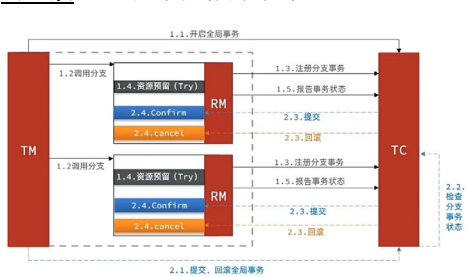 1.1.开启全局事务
1.2调用分支
1.3.注册分支事务
1.4.资源预留(Try)
RM
1.5.报告事务状态
2.4.Confirm
2.3.提交
2.4.cancel
2.3.回滚
TM
TC
1.2调用分支
1.3.注册分支事务
1.4.资源预留(Try)
RM
1.5.报告事务状态
2.4.Confirm
2.3.提交
2.4.cancel
2.3.回滚
2.2.
检查
分支
事务
状态
2.1.提交、回滚全局事务